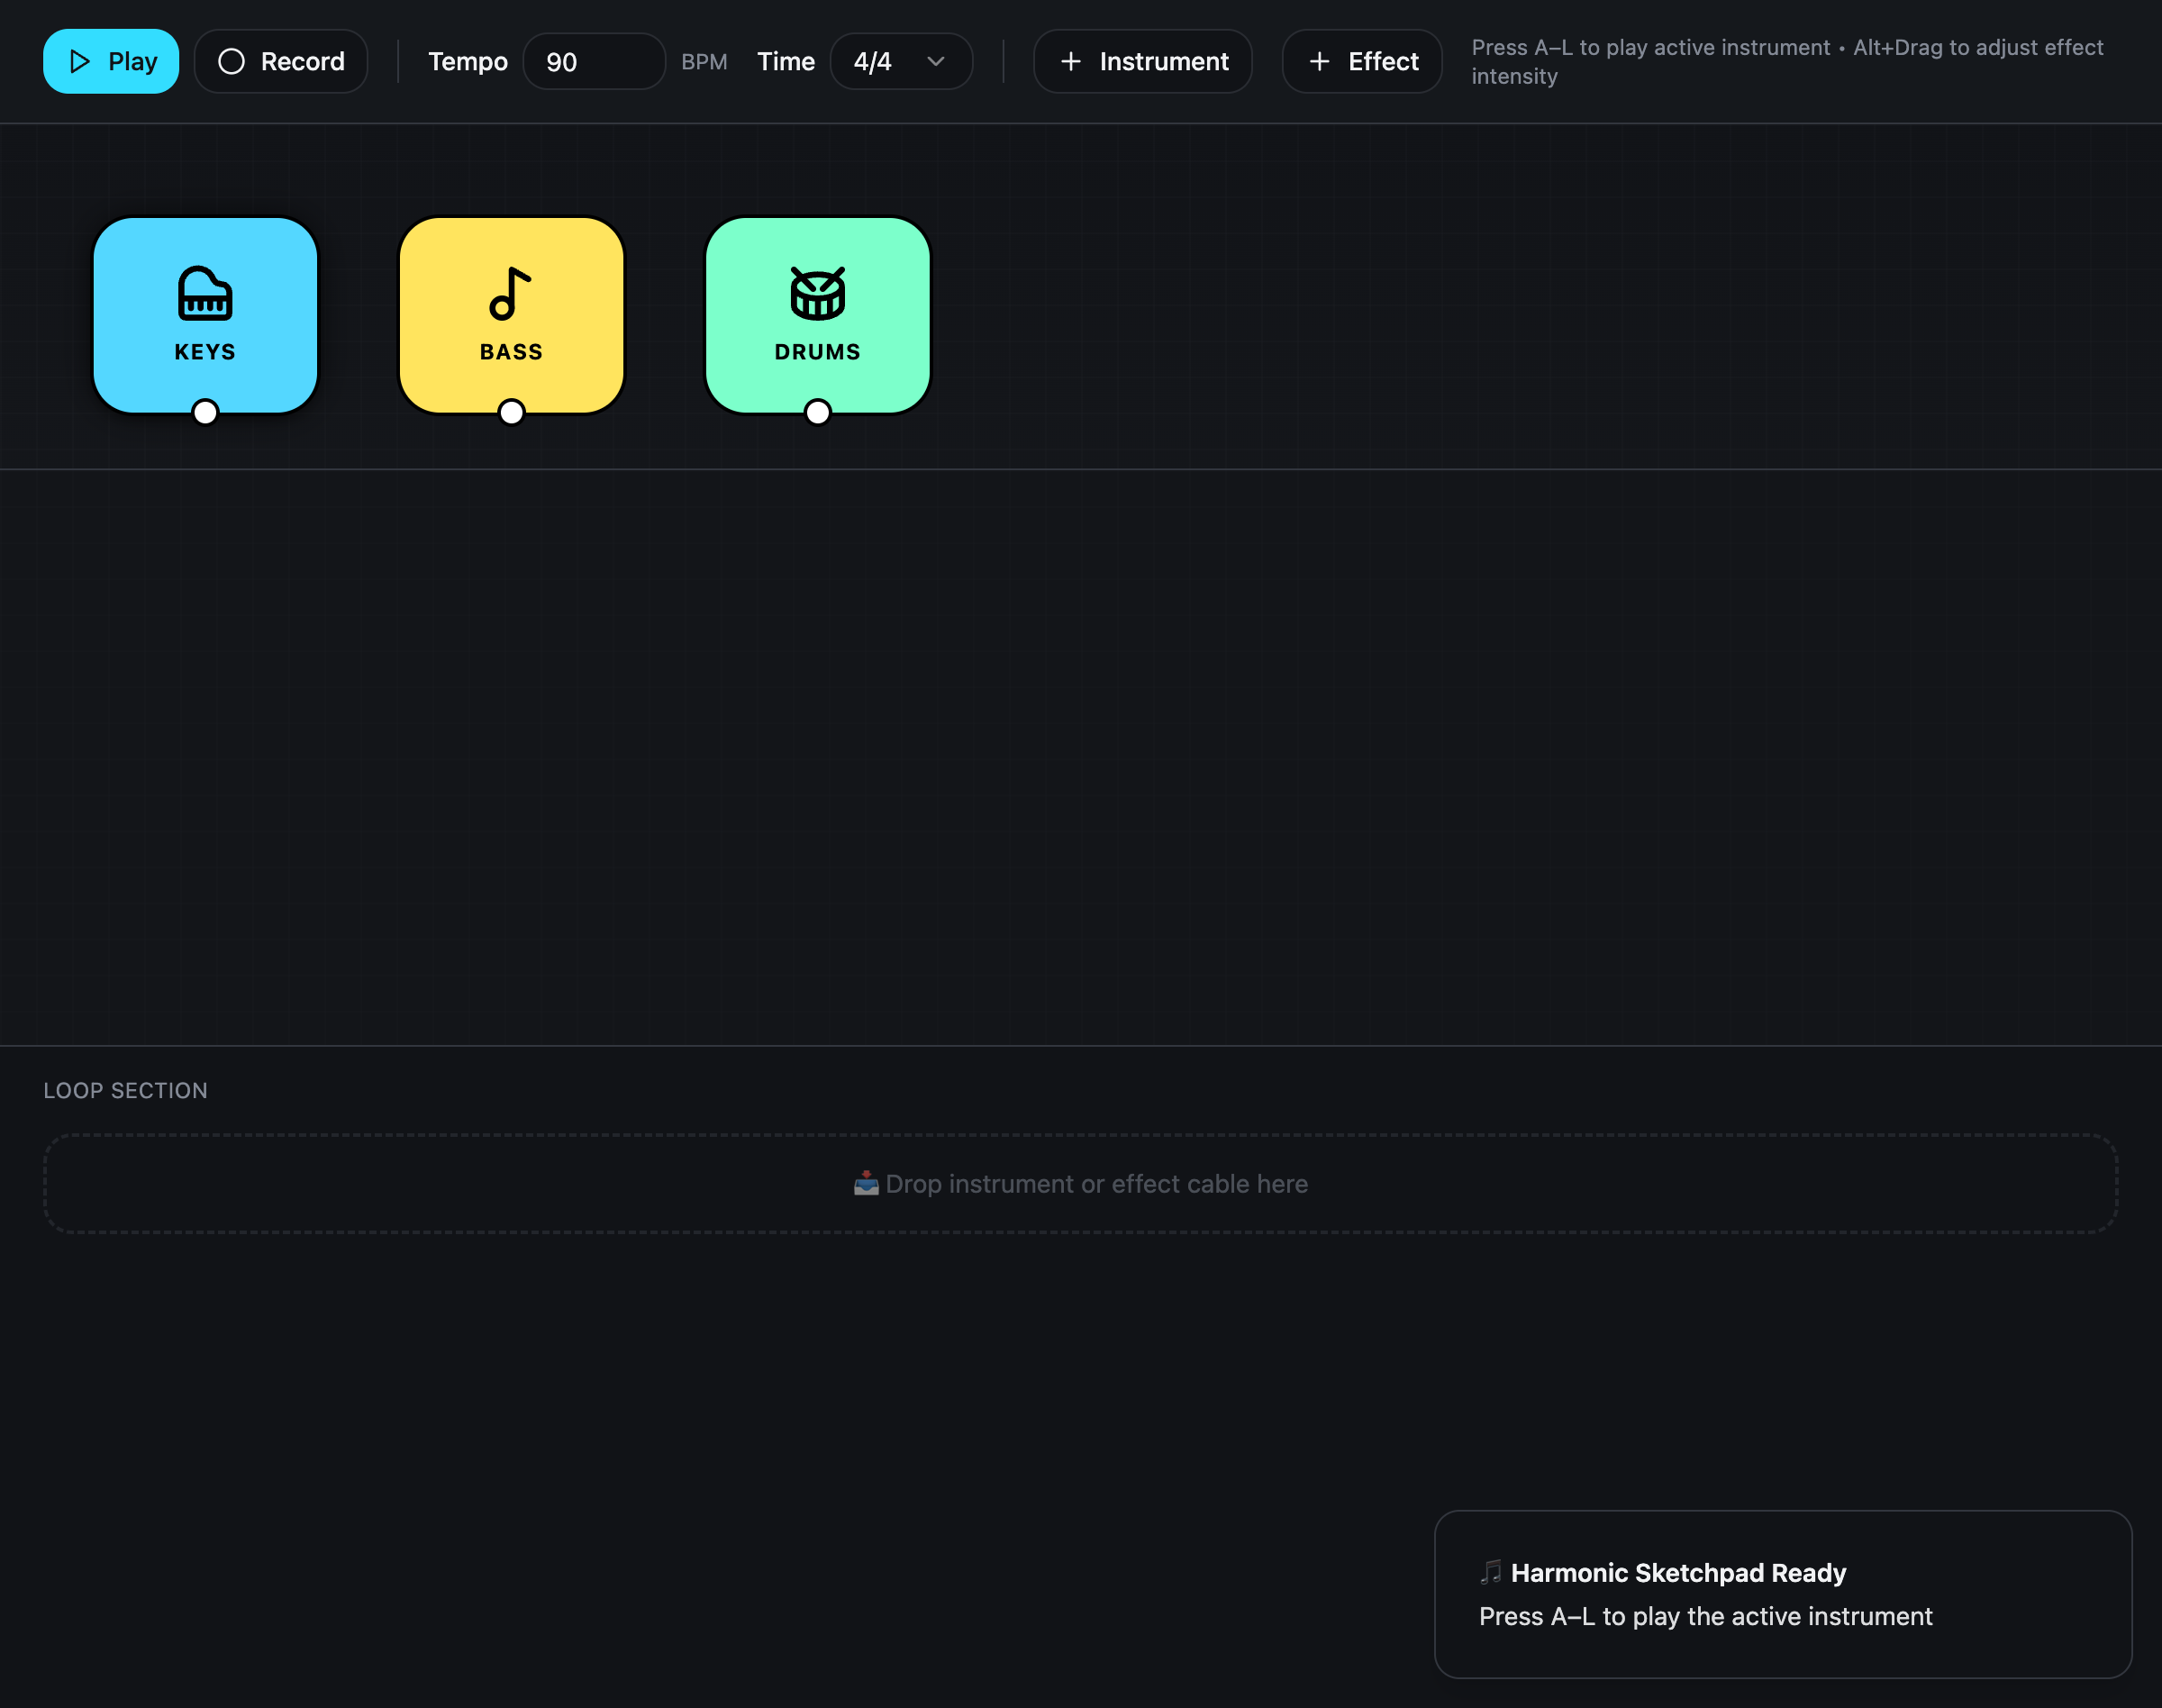 Play
Record
Tempo
90
BPM
Time
4/4
Instrument
Effect
Press A–L to play active instrument • Alt+Drag to adjust effect
intensity
KEYS
BASS
DRUMS
LOOP SECTION
📥 Drop instrument or effect cable here
🎵 Harmonic Sketchpad Ready
Press A–L to play the active instrument